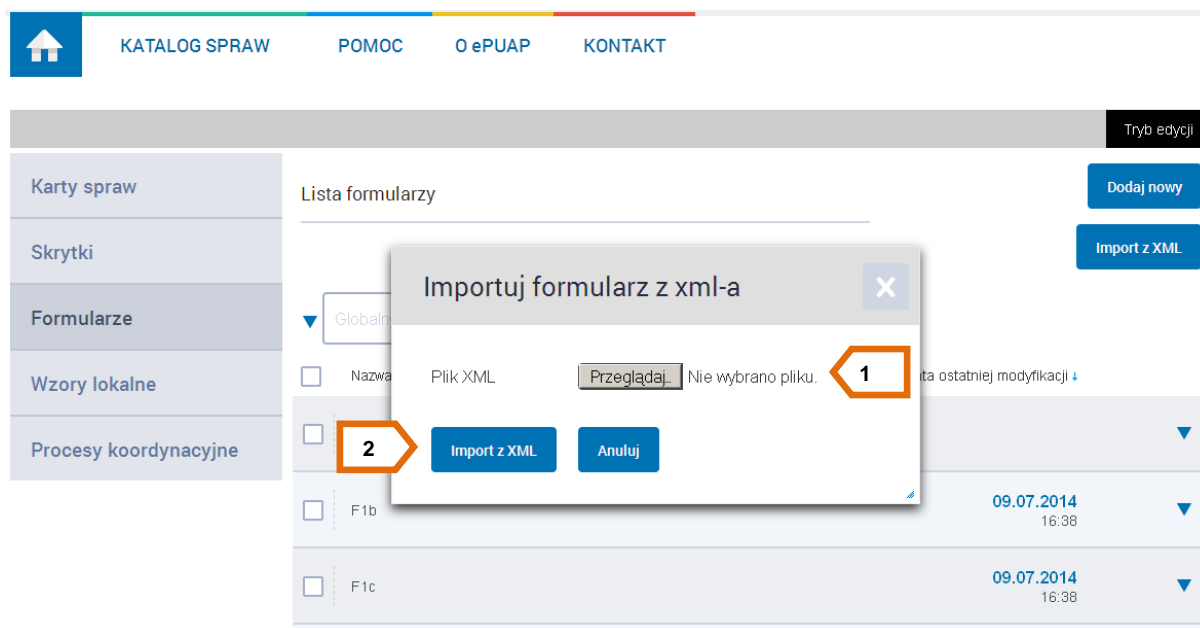 KATALOG SPRAW POMOC O ePUAP KONTAKT
Tryb edycji
Karty spraw
Skrytki
Formularze
Wzory lokalne
Procesy koordynacyjne
Lista formularzy
Dodaj nowy
Import z XML
Importuj formularz z xml-a
Plik XML Przeglądaj... Nie wybrano pliku. 1
2 Import z XML Anuluj
Nazwa ostatniej modyfikacji ↓
F1b 09.07.2014
16:38
F1c 09.07.2014
16:38